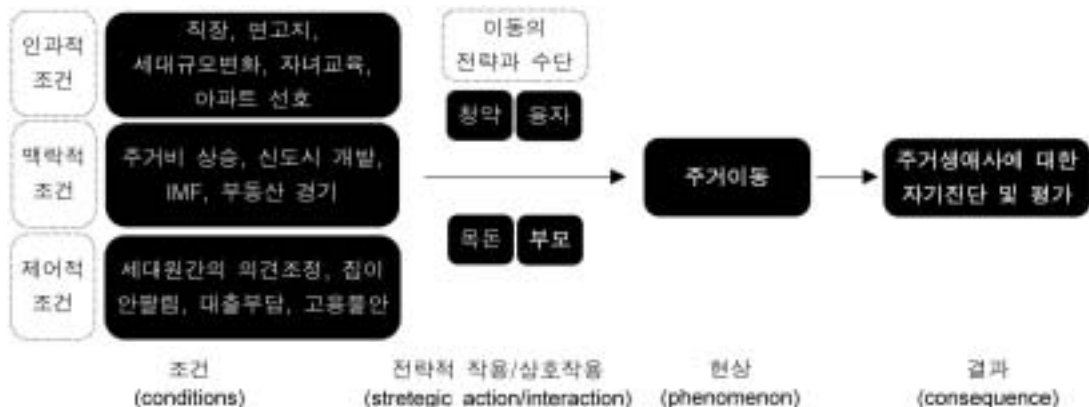 인과적
조건
직장, 연고지,
세대규모변화, 자녀교육,
아파트 선호
맥락적
조건
주거비 상승, 신도시 개발,
IMF, 부동산 경기
제어적
조건
세대원간의 의견조정, 집이
안팔림, 대출부담, 고용불안
이동의
전략과 수단
청약 융자
목돈 부모
주거이동
주거생애사에 대한
자기진단 및 평가
조건
(conditions)
전략적 작용/상호작용
(stretegic action/interaction)
현상
(phenomenon)
결과
(consequence)